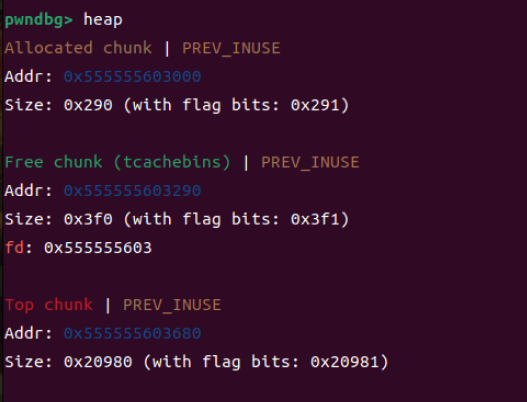 pwndbg> heap
Allocated chunk | PREV_INUSE
Addr: 0x555555603000
Size: 0x290 (with flag bits: 0x291)
Free chunk (tcachebins) | PREV_INUSE
Addr: 0x555555603290
Size: 0x3f0 (with flag bits: 0x3f1)
fd: 0x555555603
Top chunk | PREV_INUSE
Addr: 0x555555603680
Size: 0x20980 (with flag bits: 0x20981)